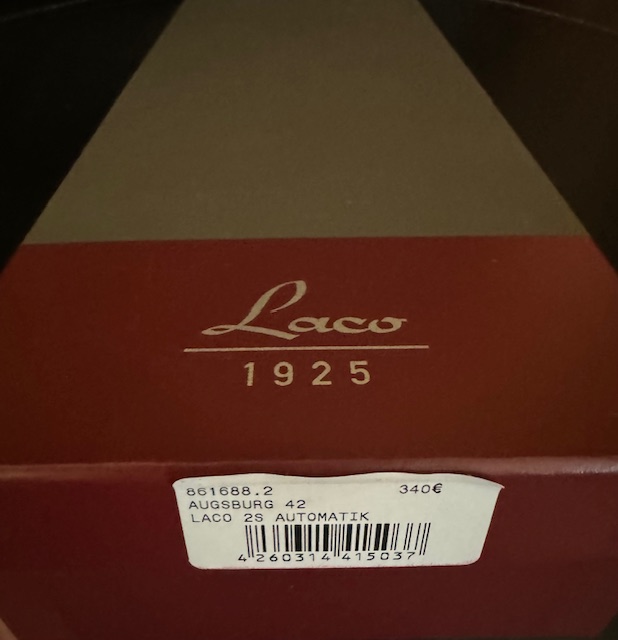 Laco
1925
861688.2 340€
AUGSBURG 42
LACO 2S AUTOMATIK
4 260314 415037